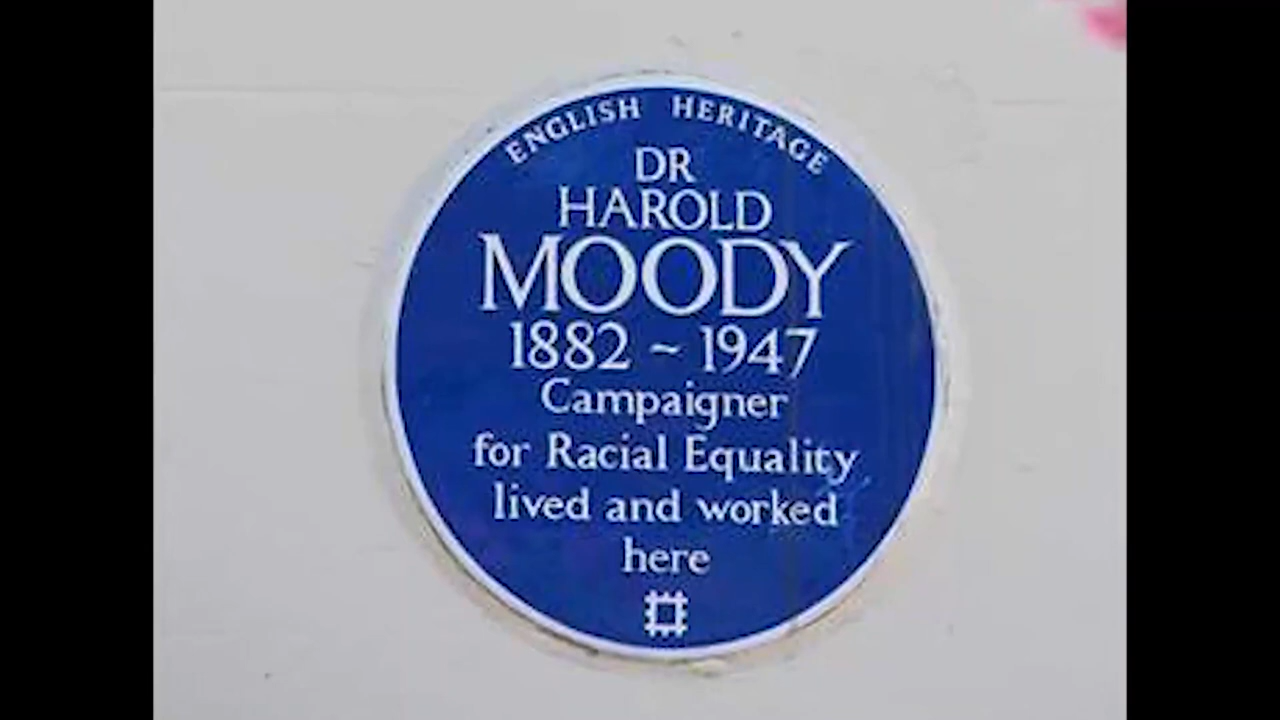 ENGLISH HERITAGE
DR
HAROLD
MOODY
1882 ~ 1947
Campaigner
for Racial Equality
lived and worked
here